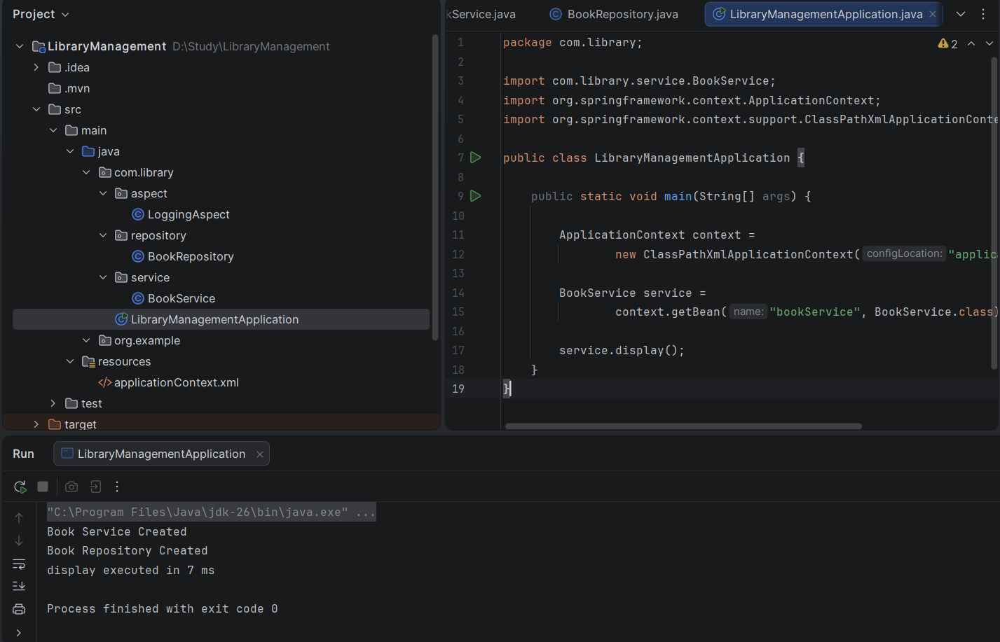 Project
LibraryManagement D:\Study\LibraryManagement
.idea
.mvn
src
main
java
com.library
aspect
LoggingAspect
repository
BookRepository
service
BookService
LibraryManagementApplication
org.example
resources
applicationContext.xml
test
target
kService.java BookRepository.java LibraryManagementApplication.java
2
1 package com.library;
2
3 import com.library.service.BookService;
4 import org.springframework.context.ApplicationContext;
5 import org.springframework.context.support.ClassPathXmlApplicationConte
6
7 public class LibraryManagementApplication {
8
9 public static void main(String[] args) {
10
11 ApplicationContext context =
12 new ClassPathXmlApplicationContext( configLocation: "applic
13
14 BookService service =
15 context.getBean( name: "bookService", BookService.class)
16
17 service.display();
18 }
19 }
Run LibraryManagementApplication
"C:\Program Files\Java\jdk-26\bin\java.exe" ...
Book Service Created
Book Repository Created
display executed in 7 ms
Process finished with exit code 0